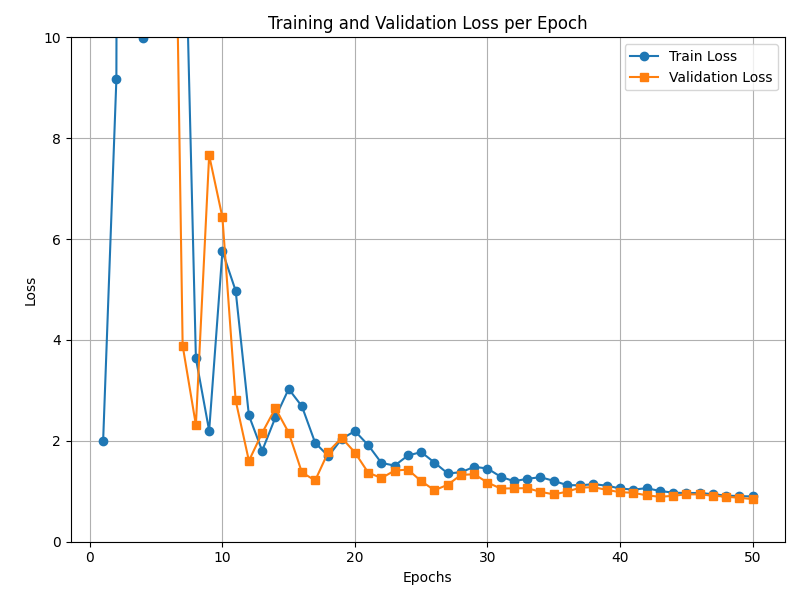 Training and Validation Loss per Epoch
Train Loss
Validation Loss
Loss
10
8
6
4
2
0
0 10 20 30 40 50
Epochs